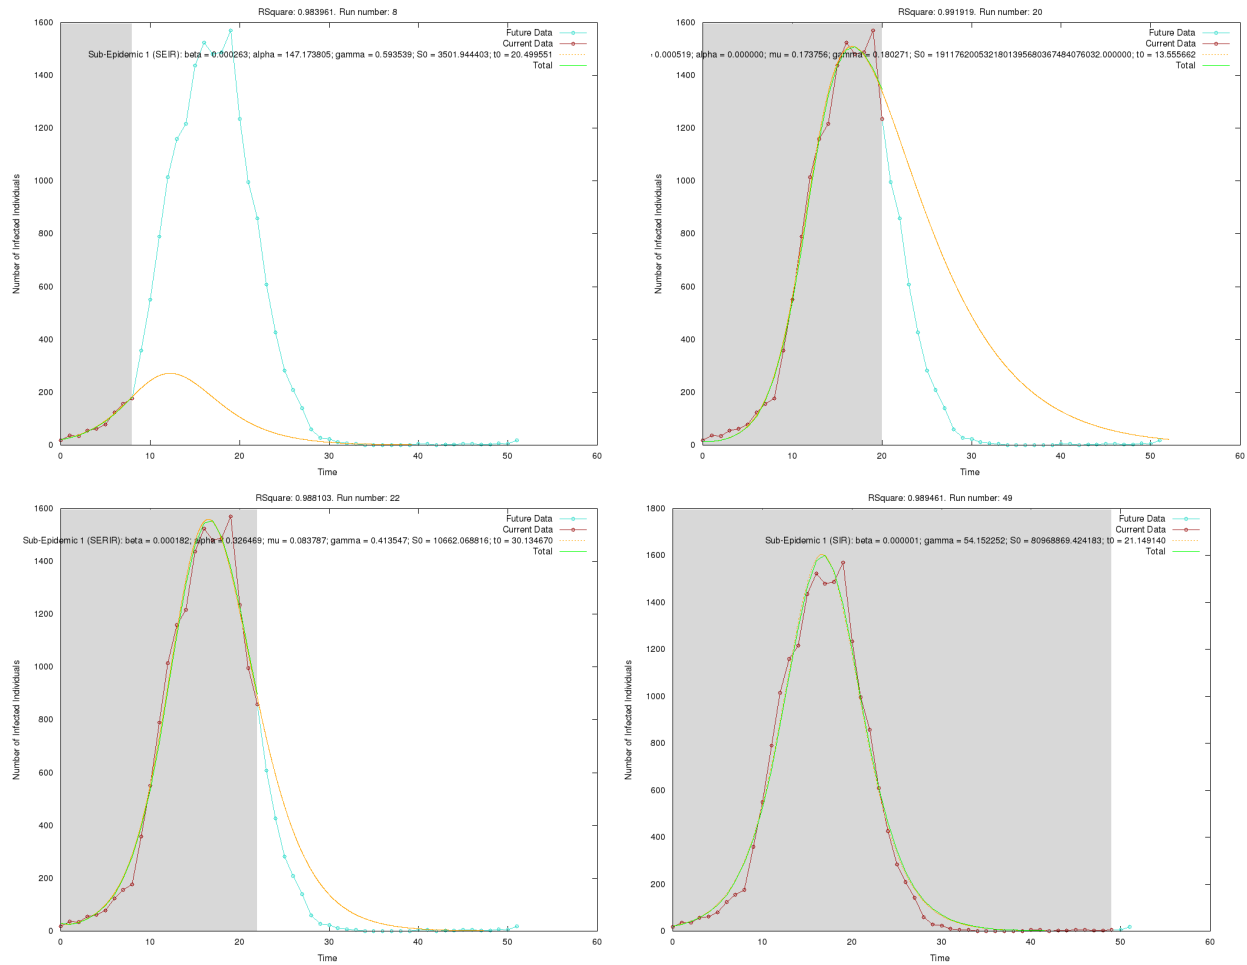 RSquare: 0.983961. Run number: 8
1600
1400
1200
1000
800
600
400
200
0
Number of Infected Individuals
Future Data
Current Data
Sub-Epidemic 1 (SEIR): beta = 0.000263; alpha = 147.173805; gamma = 0.593539; S0 = 3501.944403; t0 = 20.499551
Total
0 10 20 30 40 50 60
Time
RSquare: 0.991919. Run number: 20
1600
1400
1200
1000
800
600
400
200
0
Number of Infected Individuals
Future Data
Current Data
0.000519; alpha = 0.000000; mu = 0.173756; gamma = 0.180271; S0 = 1911762005321801395680367484076032.000000; t0 = 13.555662
Total
0 10 20 30 40 50 60
Time
RSquare: 0.988103. Run number: 22
1600
1400
1200
1000
800
600
400
200
0
Number of Infected Individuals
Future Data
Current Data
Sub-Epidemic 1 (SERIR): beta = 0.000182; alpha = 0.326469; mu = 0.083787; gamma = 0.413547; S0 = 10662.068816; t0 = 30.134670
Total
0 10 20 30 40 50 60
Time
RSquare: 0.989461. Run number: 49
1800
1600
1400
1200
1000
800
600
400
200
0
Number of Infected Individuals
Future Data
Current Data
Sub-Epidemic 1 (SIR): beta = 0.000001; gamma = 54.152252; S0 = 80968869.424183; t0 = 21.149140
Total
0 10 20 30 40 50 60
Time